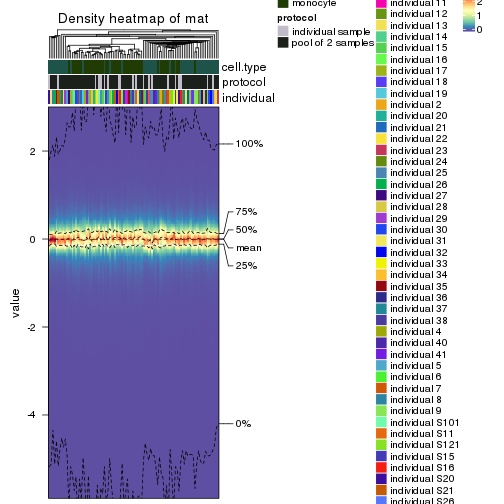 Density heatmap of mat
cell.type
protocol
individual
100%
75%
50%
mean
25%
0%
value
2
0
-2
-4
monocyte
protocol
individual sample
pool of 2 samples
individual 11
individual 12
individual 13
individual 14
individual 15
individual 16
individual 17
individual 18
individual 19
individual 2
individual 20
individual 21
individual 22
individual 23
individual 24
individual 25
individual 26
individual 27
individual 28
individual 29
individual 30
individual 31
individual 32
individual 33
individual 34
individual 35
individual 36
individual 37
individual 38
individual 4
individual 40
individual 41
individual 5
individual 6
individual 7
individual 8
individual 9
individual S101
individual S11
individual S121
individual S15
individual S16
individual S20
individual S21
individual S26
2
1
0